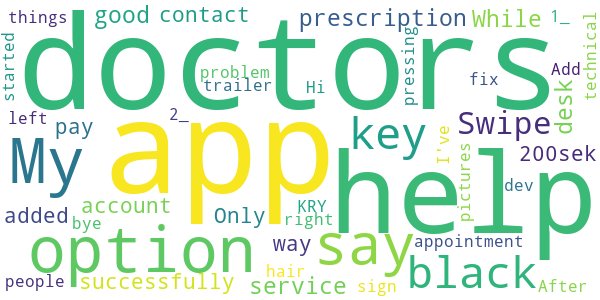 things good contact prescription While 1_
started doctors pressing technical
problem trailer Hi fix Add
left 2_ key Swipe desk
My pay app I've 200sek
help pictures dev
added account Only KRY right
bye option way say appointment
people successfully hair service sign black After